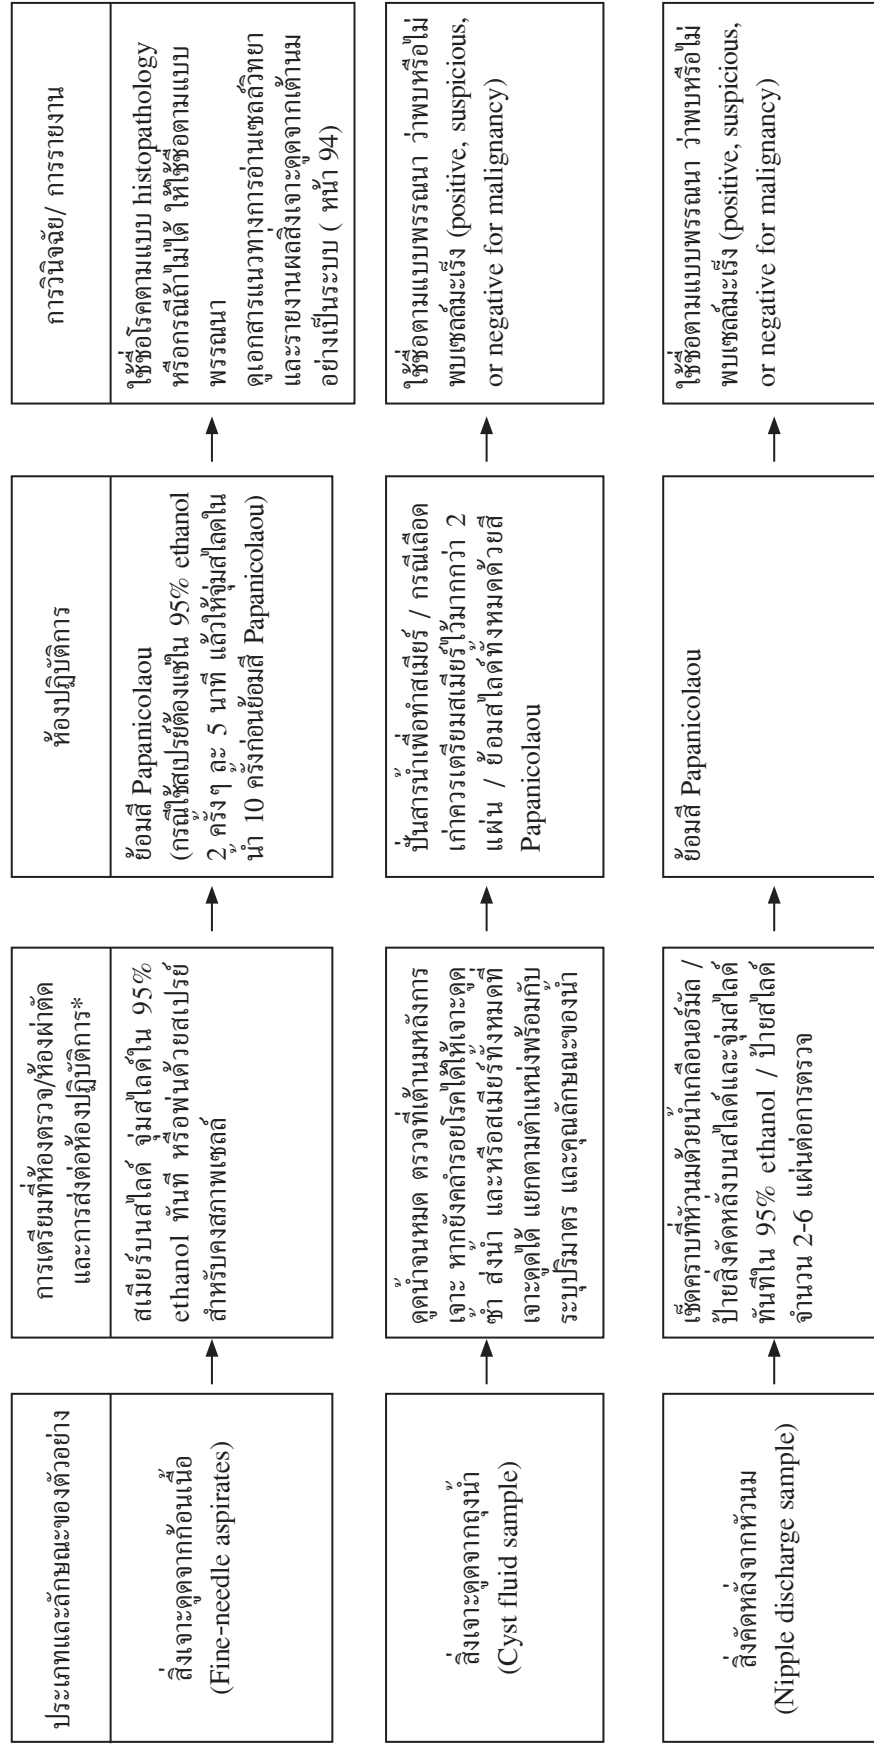 ประเภทและลักษณะของตัวอย่าง
การเตรียมที่ห้องตรวจ/ห้องผ่าตัด
และการส่งต่อห้องปฏิบัติการ*
ห้องปฏิบัติการ
การวินิจฉัย/ การรายงาน
สิ่งเจาะดูดจากก้อนเนื้อ
(Fine-needle aspirates)
สเมียร์บนสไลด์ จุ่มสไลด์ใน 95%
ethanol ทันที หรือพ่นด้วยสเปรย์
สำหรับคงสภาพเซลล์
ย้อมสี Papanicolaou
(กรณีใช้สเปรย์ต้องแช่ใน 95% ethanol
2 ครั้งๆ ละ 5 นาที แล้วให้จุ่มสไลด์ใน
น้ำ 10 ครั้งก่อนย้อมสี Papanicolaou)
ใช้ชื่อโรคตามแบบ histopathology
หรือกรณีถ้าไม่ได้ ให้ใช้ชื่อตามแบบ
พรรณนา
ดูเอกสารแนวทางการอ่านเซลล์วิทยา
และรายงานผลสิ่งเจาะดูดจากเต้านม
อย่างเป็นระบบ ( หน้า 94)
สิ่งเจาะดูดจากถุงน้ำ
(Cyst fluid sample)
ดูดน้ำจนหมด ตรวจที่เต้านมหลังการ
เจาะ หากยังคลำรอยโรคได้ให้เจาะดูด
ซ้ำ ส่งน้ำ และหรือสเมียร์ทั้งหมดที่
เจาะดูดได้ แยกตามตำแหน่งพร้อมกับ
ระบุปริมาตร และคุณลักษณะของน้ำ
ปั่นสารน้ำเพื่อทำสเมียร์ / กรณีเลือด
เก่าควรเตรียมสเมียร์ไว้มากกว่า 2
แผ่น / ย้อมสไลด์ทั้งหมดด้วยสี
Papanicolaou
ใช้ชื่อตามแบบพรรณนา ว่าพบหรือไม่
พบเซลล์มะเร็ง (positive, suspicious,
or negative for malignancy)
สิ่งคัดหลั่งจากหัวนม
(Nipple discharge sample)
เช็ดคราบที่หัวนมด้วยน้ำเกลือนอร์มัล /
ป้ายสิ่งคัดหลั่งบนสไลด์และจุ่มสไลด์
ทันทีใน 95% ethanol / ป้ายสไลด์
จำนวน 2-6 แผ่นต่อการตรวจ
ย้อมสี Papanicolaou
ใช้ชื่อตามแบบพรรณนา ว่าพบหรือไม่
พบเซลล์มะเร็ง (positive, suspicious,
or negative for malignancy)